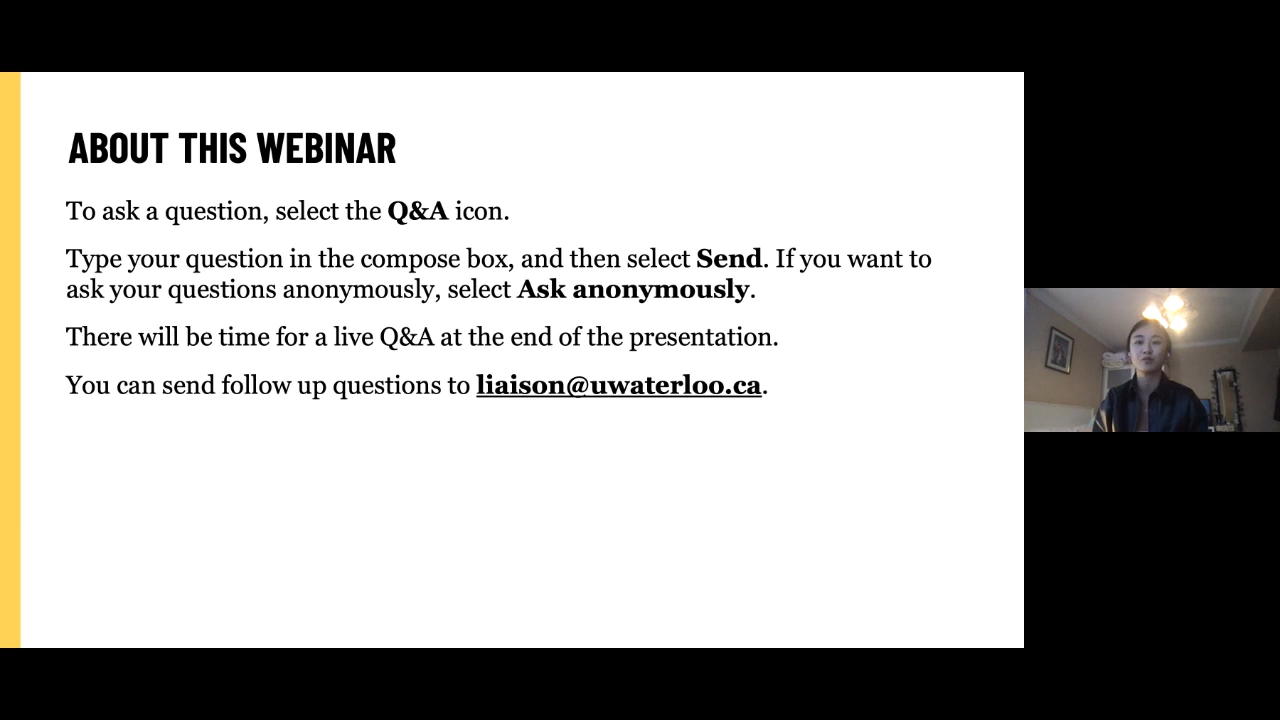 ABOUT THIS WEBINAR
To ask a question, select the Q&A icon.
Type your question in the compose box, and then select Send. If you want to
ask your questions anonymously, select Ask anonymously.
There will be time for a live Q&A at the end of the presentation.
You can send follow up questions to liaison@uwaterloo.ca.